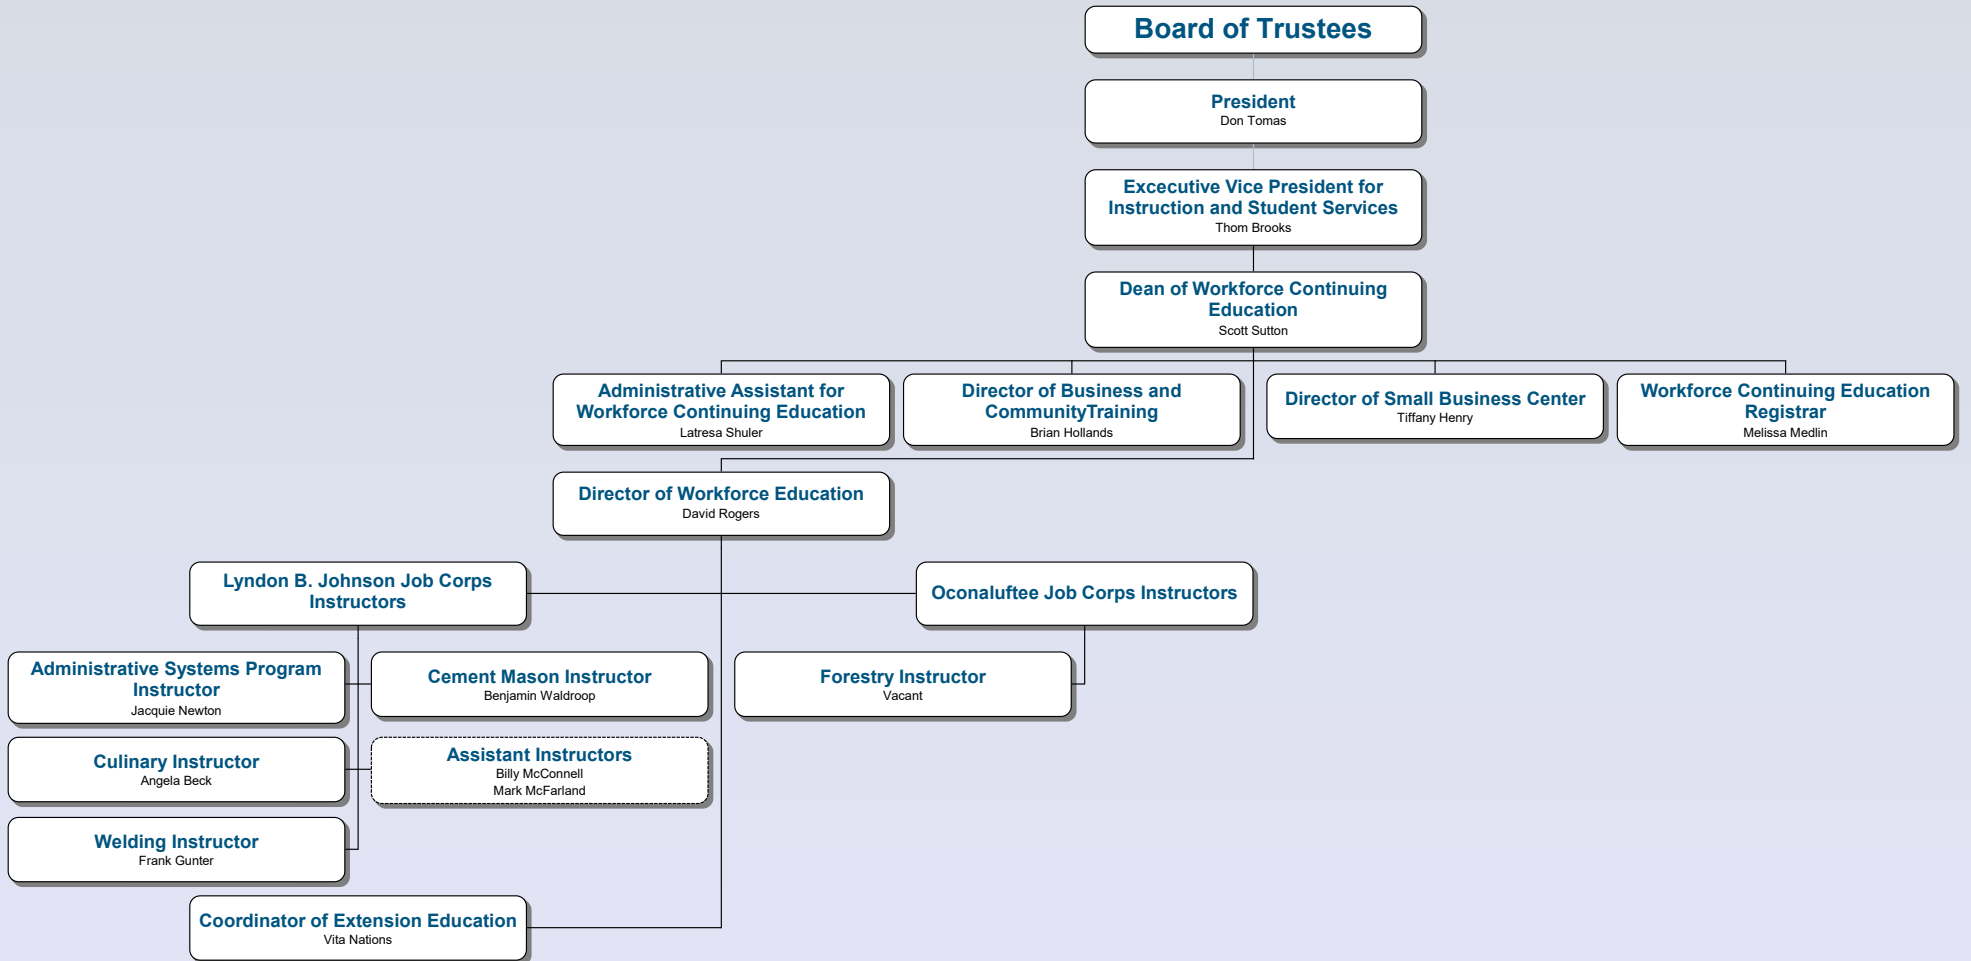 Board of Trustees
President
Don Tomas
Excecutive Vice President for
Instruction and Student Services
Thom Brooks
Dean of Workforce Continuing
Education
Scott Sutton
Administrative Assistant for
Workforce Continuing Education
Latresa Shuler
Director of Business and
CommunityTraining
Brian Hollands
Director of Small Business Center
Tiffany Henry
Workforce Continuing Education
Registrar
Melissa Medlin
Director of Workforce Education
David Rogers
Lyndon B. Johnson Job Corps
Instructors
Oconaluftee Job Corps Instructors
Administrative Systems Program
Instructor
Jacquie Newton
Cement Mason Instructor
Benjamin Waldroop
Forestry Instructor
Vacant
Culinary Instructor
Angela Beck
Assistant Instructors
Billy McConnell
Mark McFarland
Welding Instructor
Frank Gunter
Coordinator of Extension Education
Vita Nations